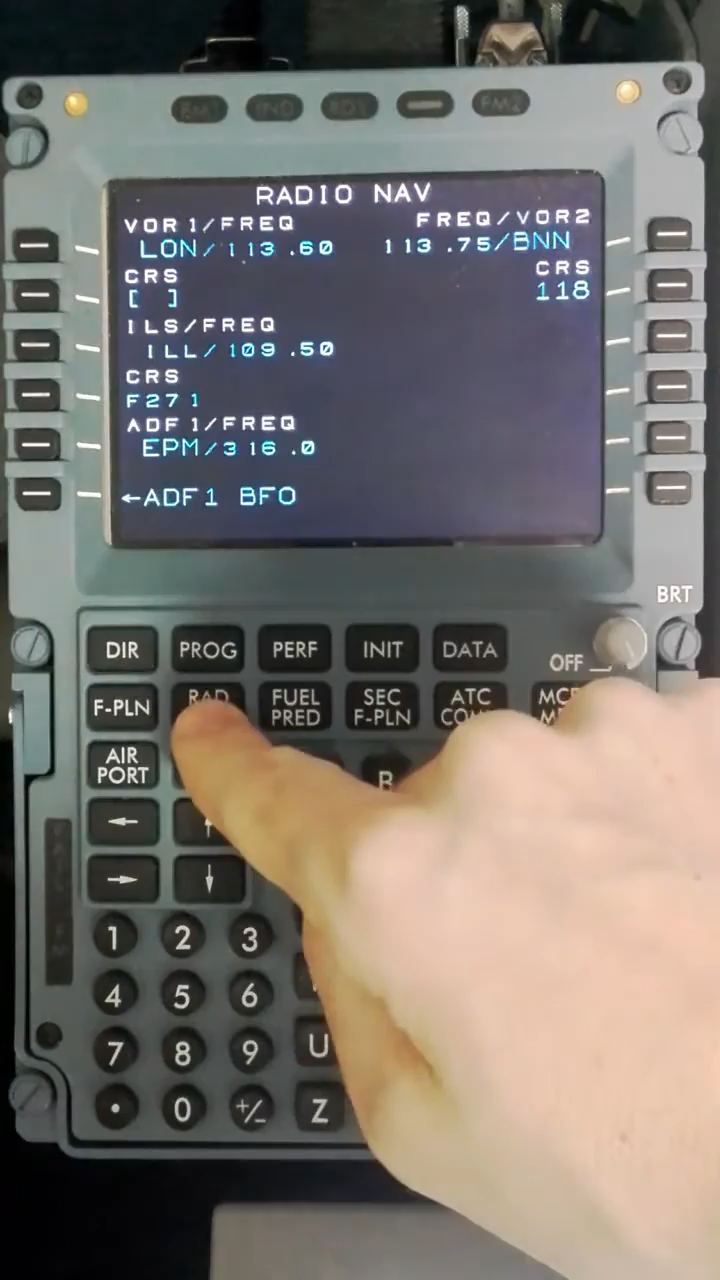 FM1 IND RDY FM2
RADIO NAV
VOR1/FREQ FREQ/VOR2
LON/113.60 113.75/BNN
CRS CRS
[ ] 118
ILS/FREQ
ILL/109.50
CRS
F271
ADF1/FREQ
EPM/316.0
←ADF1 BFO
BRT
DIR PROG PERF INIT DATA
OFF
F-PLN RAD FUEL PRED SEC F-PLN ATC
AIR PORT B
← ↑
→ ↓
1 2 3
4 5 6
7 8 9 U
. 0 +/- Z